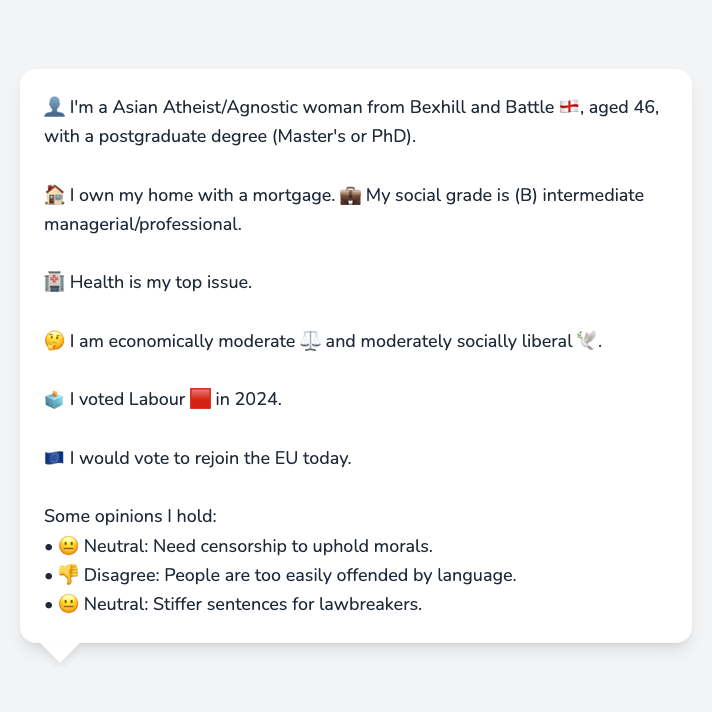 👤 I'm a Asian Atheist/Agnostic woman from Bexhill and Battle 🏴󠁧󠁢󠁥󠁮󠁧󠁿, aged 46,
with a postgraduate degree (Master's or PhD).
🏠 I own my home with a mortgage. 💼 My social grade is (B) intermediate
managerial/professional.
🏥 Health is my top issue.
🤔 I am economically moderate ⚖️ and moderately socially liberal 🕊️.
🗳️ I voted Labour 🟥 in 2024.
🇪🇺 I would vote to rejoin the EU today.
Some opinions I hold:
• 😐 Neutral: Need censorship to uphold morals.
• 👎 Disagree: People are too easily offended by language.
• 😐 Neutral: Stiffer sentences for lawbreakers.